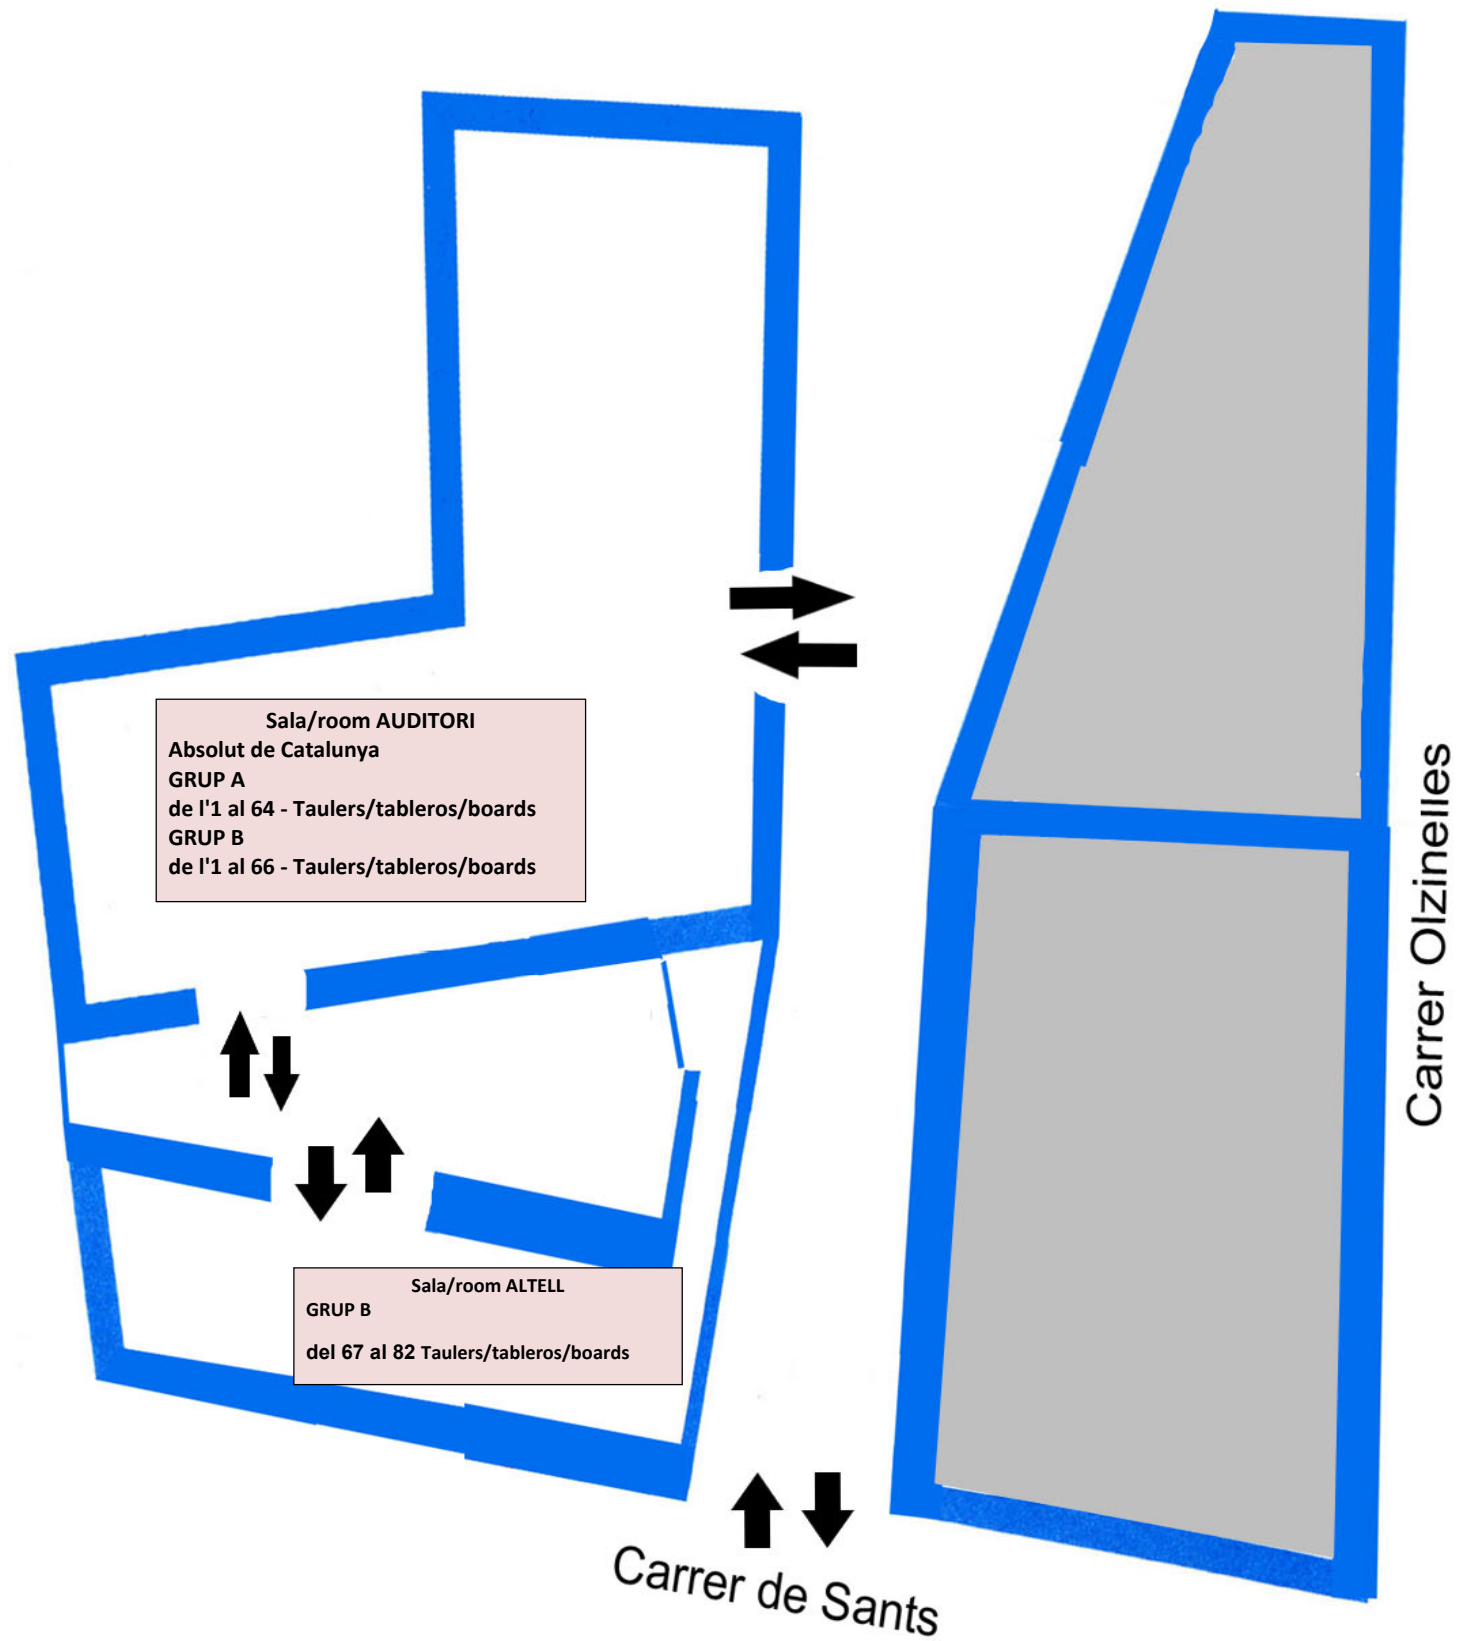 Sala/room AUDITORI
Absolut de Catalunya
GRUP A
de l'1 al 64 - Taulers/tableros/boards
GRUP B
de l'1 al 66 - Taulers/tableros/boards
Carrer Olzinelles
Sala/room ALTELL
GRUP B
del 67 al 82 Taulers/tableros/boards
Carrer de Sants